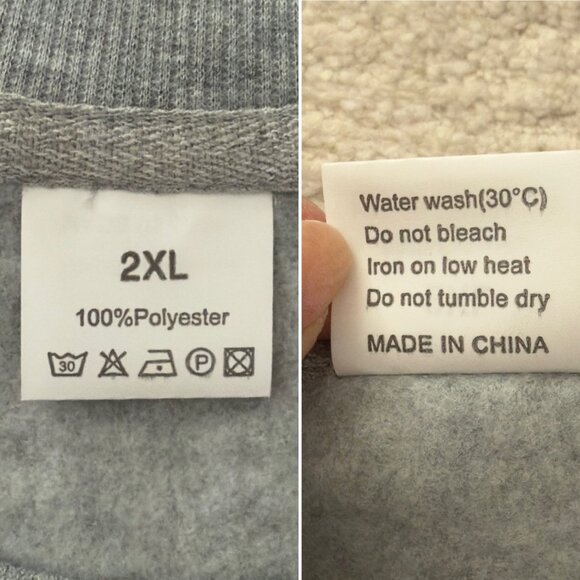 2XL
100%Polyester
30 P
Water wash(30°C)
Do not bleach
Iron on low heat
Do not tumble dry
MADE IN CHINA